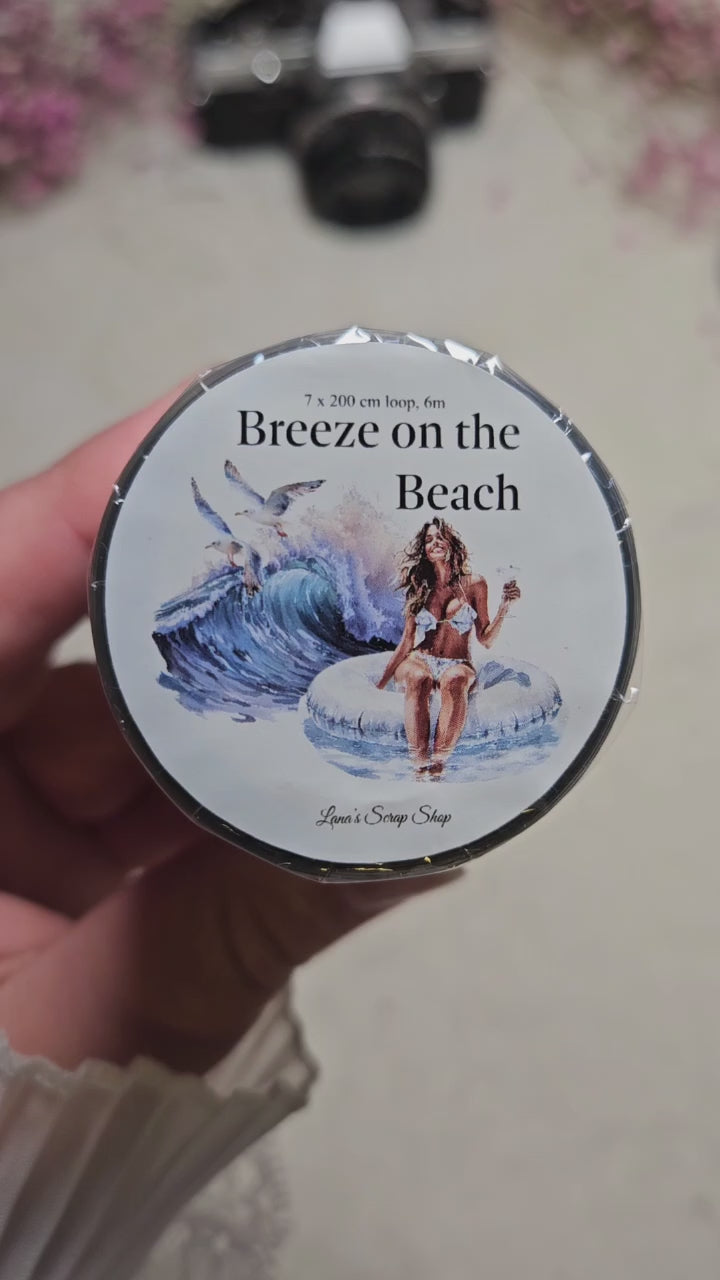 7 x 200 cm loop, 6m
Breeze on the
Beach
Lana's Scrap Shop